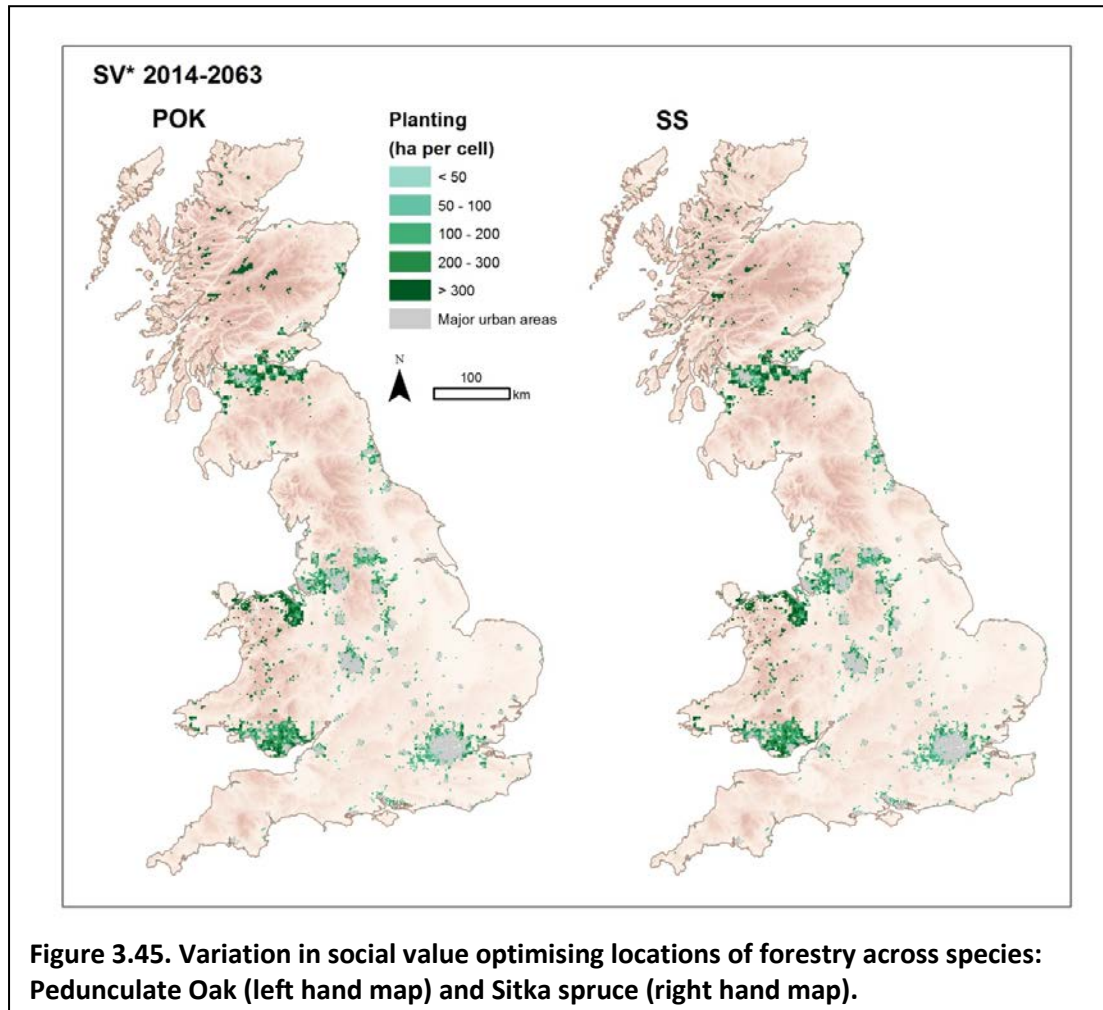 SV* 2014-2063
POK
SS
Planting
(ha per cell)
< 50
50 - 100
100 - 200
200 - 300
> 300
Major urban areas
N
100
km
Figure 3.45. Variation in social value optimising locations of forestry across species:
Pedunculate Oak (left hand map) and Sitka spruce (right hand map).